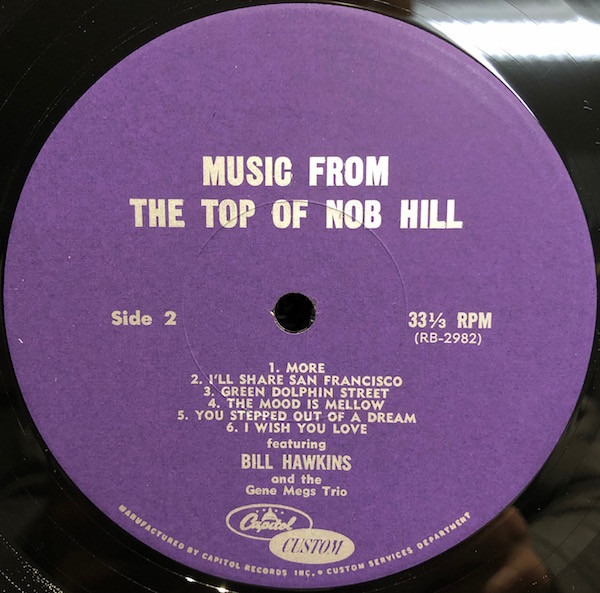 MUSIC FROM
THE TOP OF NOB HILL
Side 2
33⅓ RPM
(RB-2982)
1. MORE
2. I'LL SHARE SAN FRANCISCO
3. GREEN DOLPHIN STREET
4. THE MOOD IS MELLOW
5. YOU STEPPED OUT OF A DREAM
6. I WISH YOU LOVE
featuring
BILL HAWKINS
and the
Gene Megs Trio
Capitol
CUSTOM
MANUFACTURED BY CAPITOL RECORDS INC. • CUSTOM SERVICES DEPARTMENT